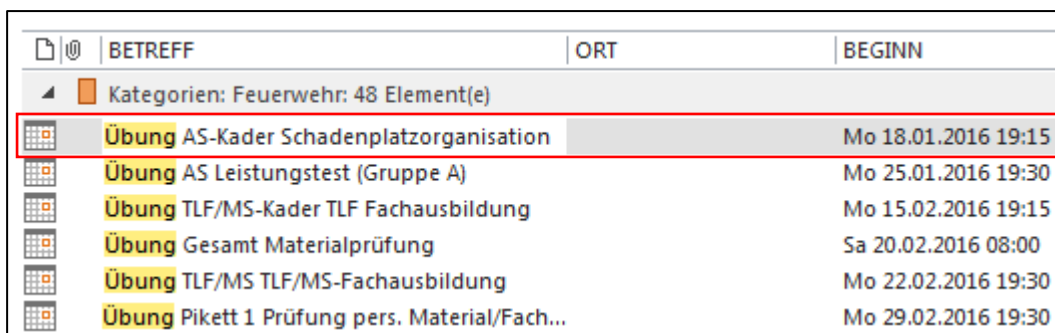 BETREFF ORT BEGINN
Kategorien: Feuerwehr: 48 Element(e)
Übung AS-Kader Schadenplatzorganisation Mo 18.01.2016 19:15
Übung AS Leistungstest (Gruppe A) Mo 25.01.2016 19:30
Übung TLF/MS-Kader TLF Fachausbildung Mo 15.02.2016 19:15
Übung Gesamt Materialprüfung Sa 20.02.2016 08:00
Übung TLF/MS TLF/MS-Fachausbildung Mo 22.02.2016 19:30
Übung Pikett 1 Prüfung pers. Material/Fach... Mo 29.02.2016 19:30